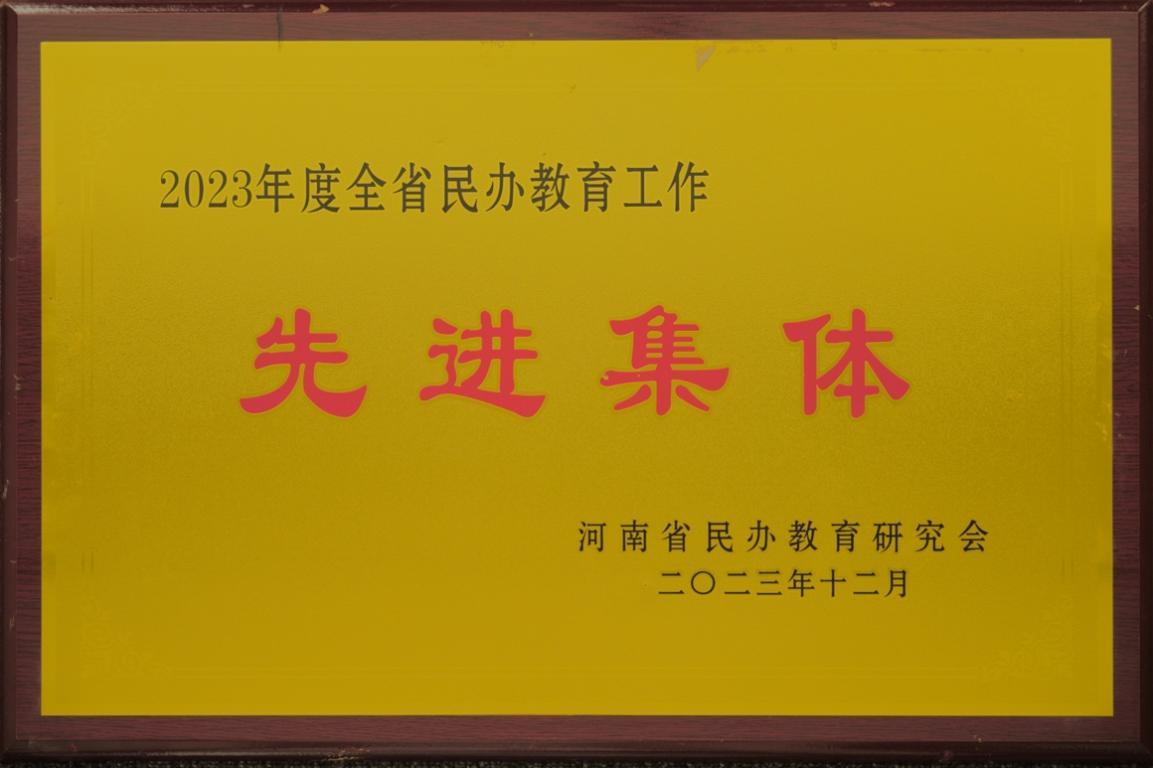 2023年度全省民办教育工作
先进集体
河南省民办教育研究会
二〇二三年十二月